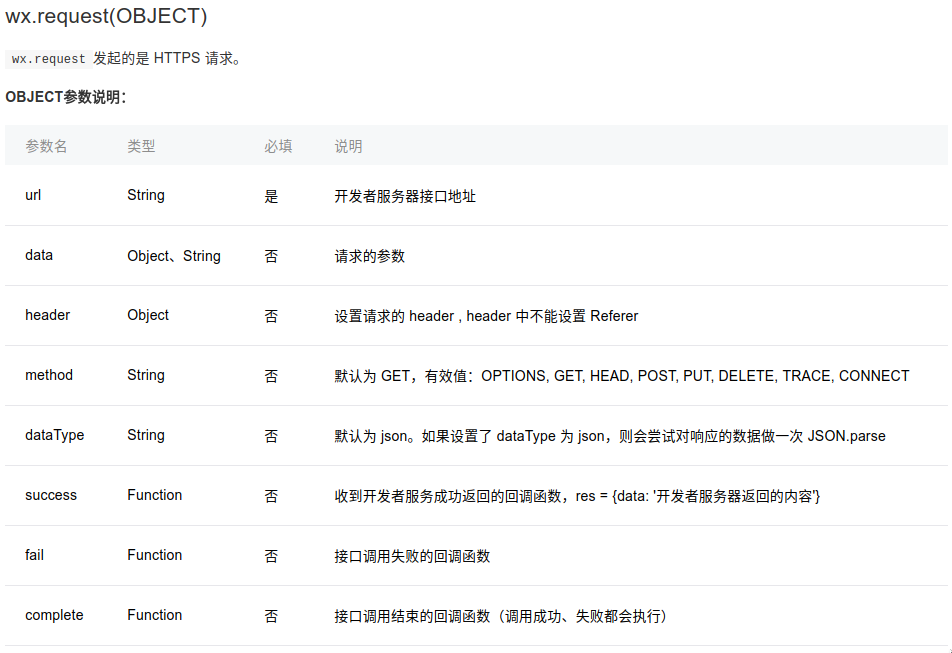 wx.request(OBJECT)
wx.request 发起的是 HTTPS 请求。
OBJECT参数说明：
参数名 类型 必填 说明
url String 是 开发者服务器接口地址
data Object、String 否 请求的参数
header Object 否 设置请求的 header , header 中不能设置 Referer
method String 否 默认为 GET，有效值：OPTIONS, GET, HEAD, POST, PUT, DELETE, TRACE, CONNECT
dataType String 否 默认为 json。如果设置了 dataType 为 json，则会尝试对响应的数据做一次 JSON.parse
success Function 否 收到开发者服务成功返回的回调函数，res = {data: '开发者服务器返回的内容'}
fail Function 否 接口调用失败的回调函数
complete Function 否 接口调用结束的回调函数（调用成功、失败都会执行）